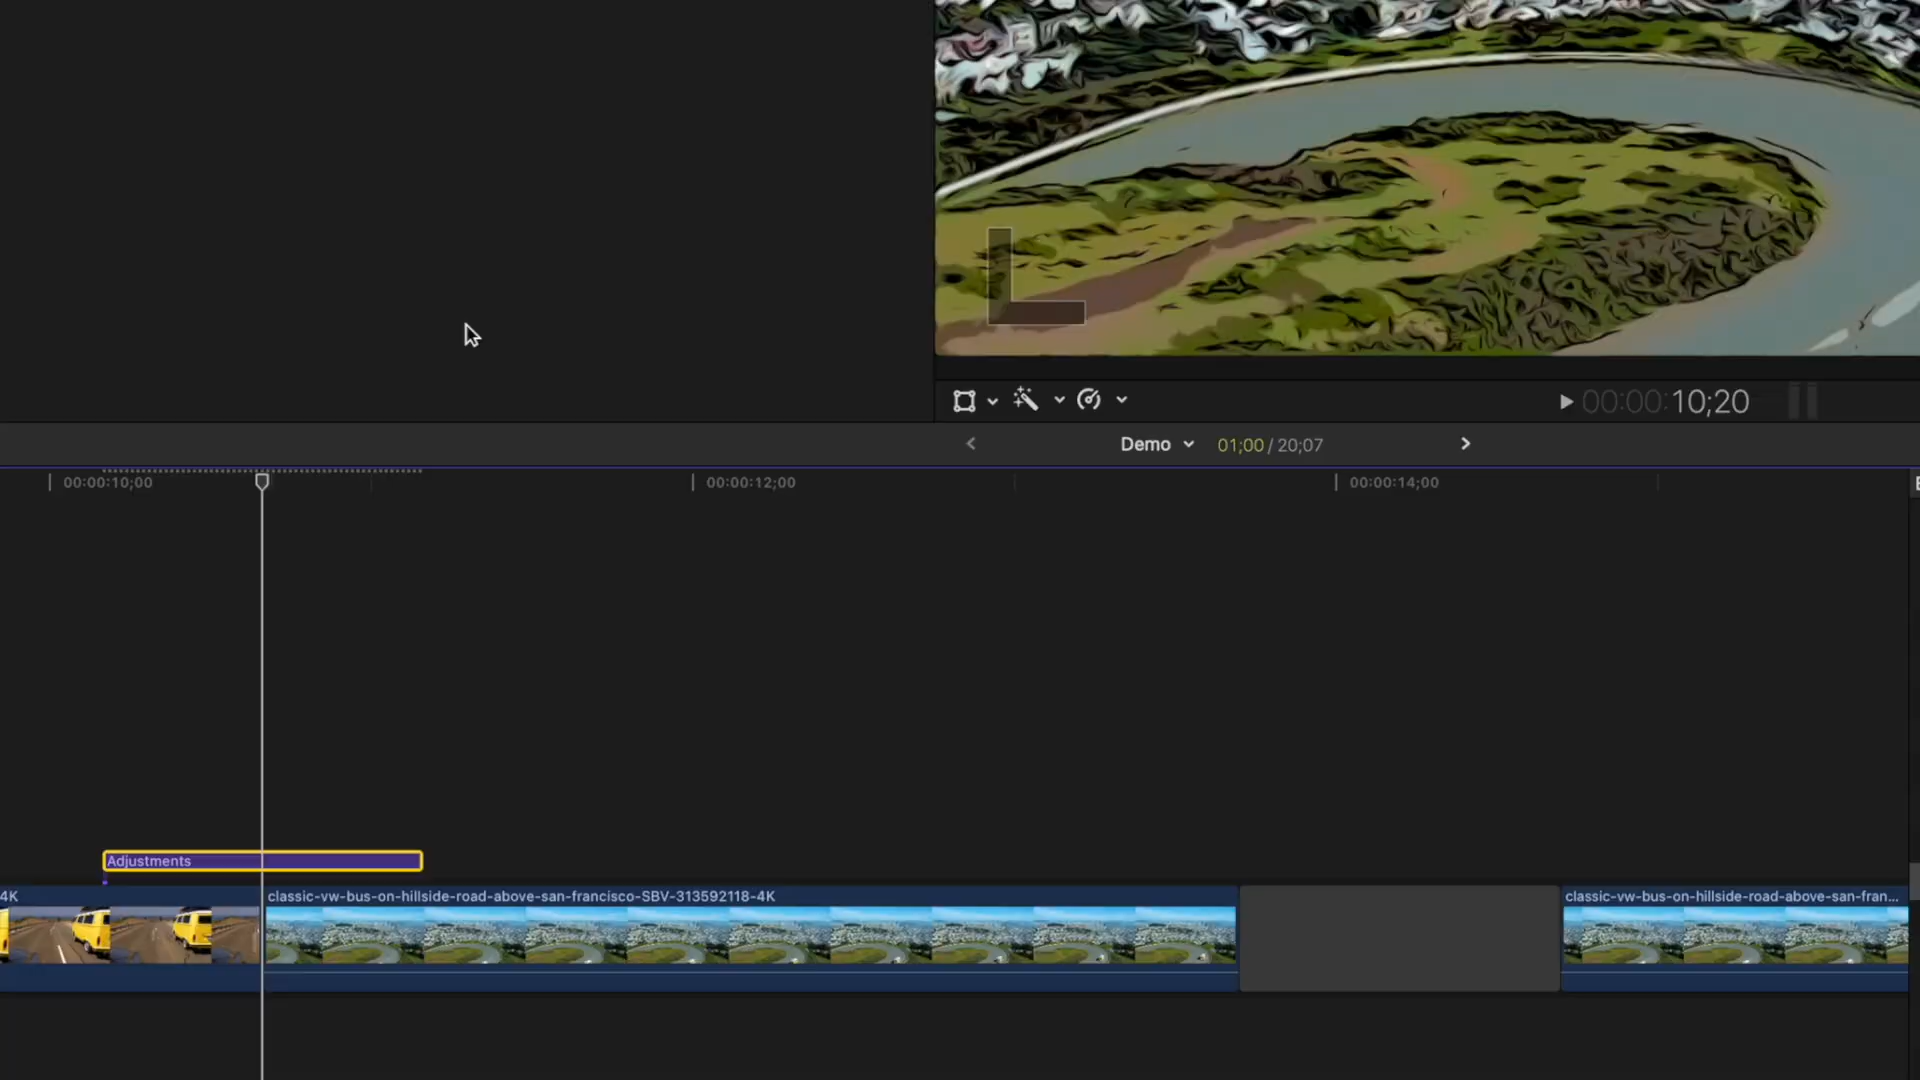 00:00:10;20
Demo 01;00 / 20;07
00:00:10;00 00:00:12;00 00:00:14;00
Adjustments
4K classic-vw-bus-on-hillside-road-above-san-francisco-SBV-313592118-4K classic-vw-bus-on-hillside-road-above-san-fran...